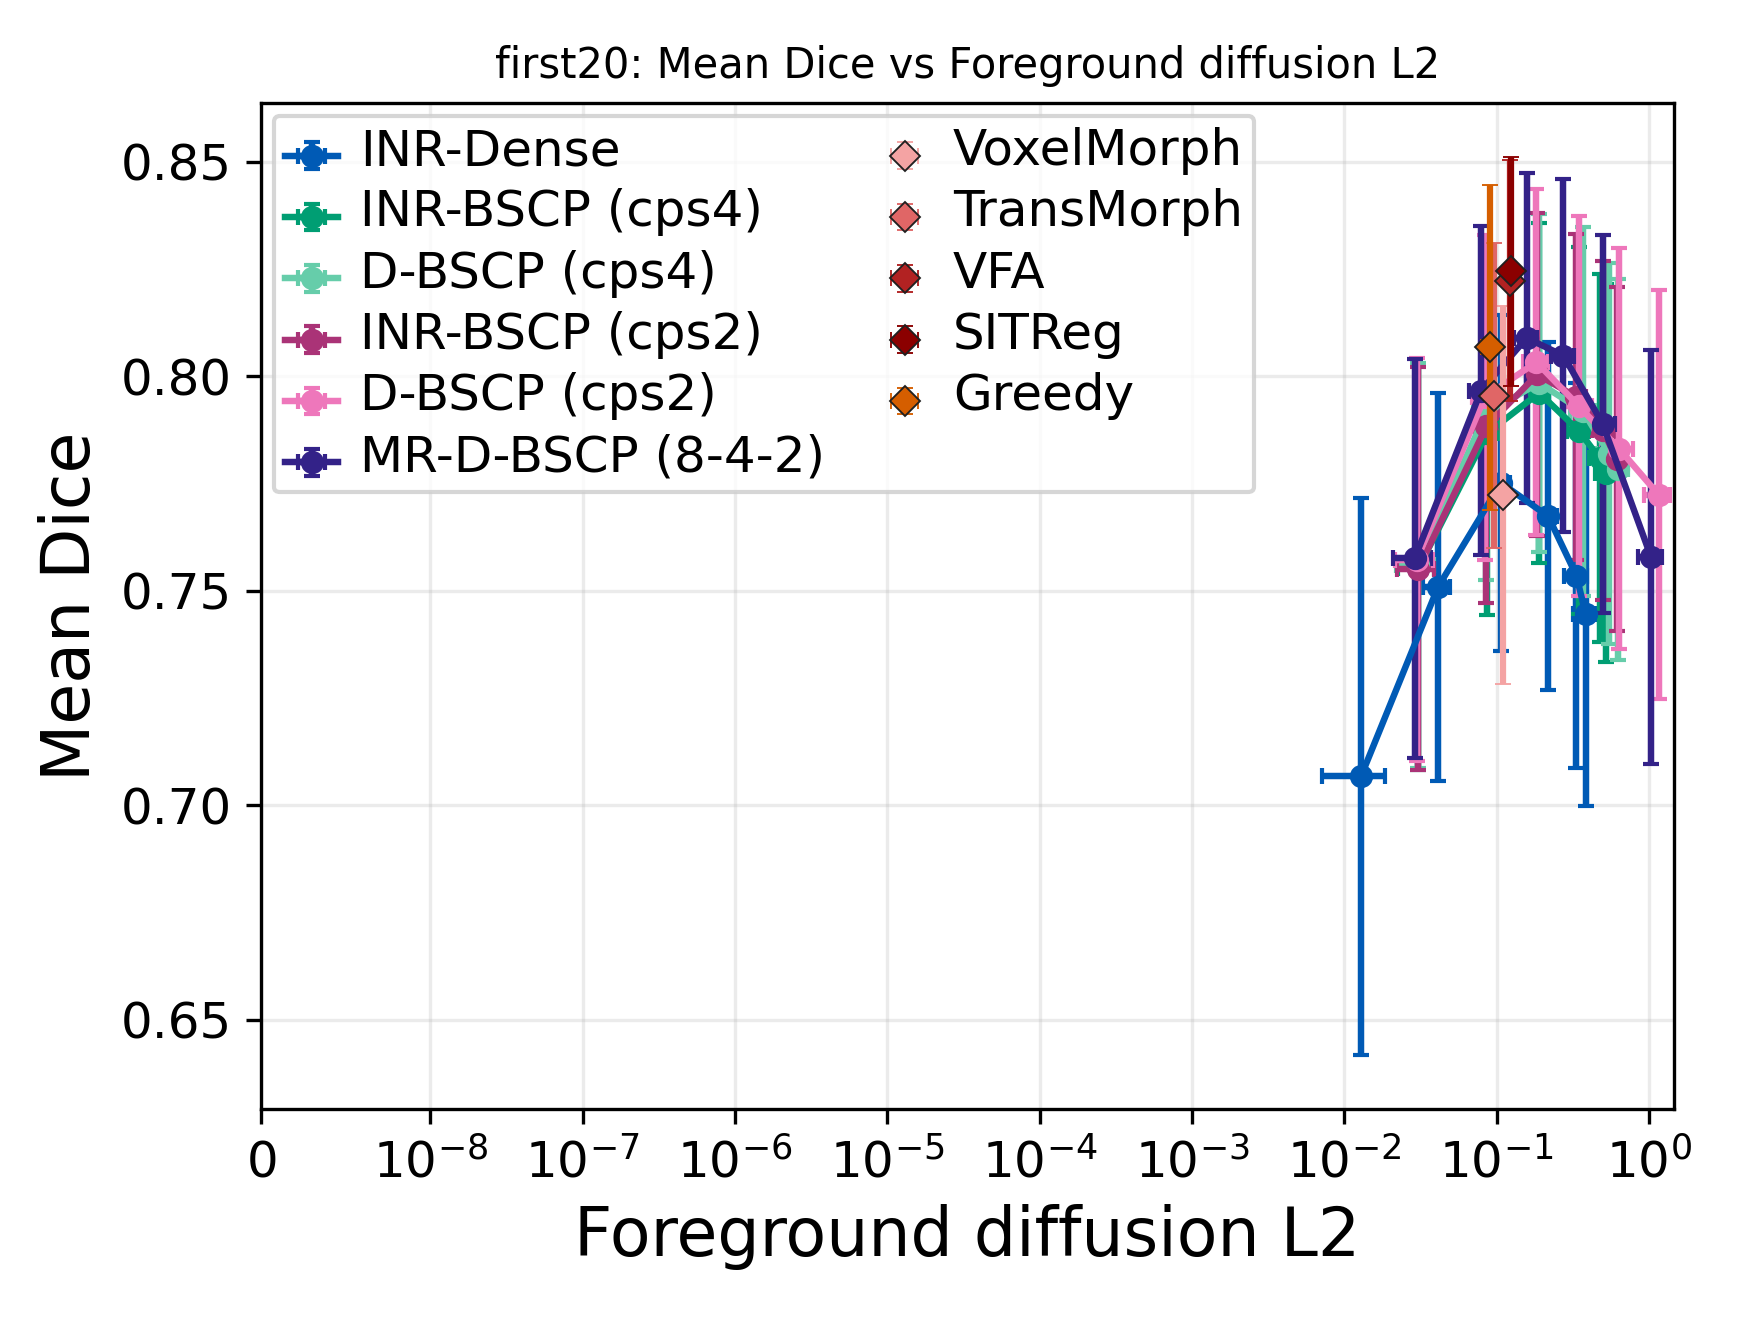 first20: Mean Dice vs Foreground diffusion L2
INR-Dense
INR-BSCP (cps4)
D-BSCP (cps4)
INR-BSCP (cps2)
D-BSCP (cps2)
MR-D-BSCP (8-4-2)
VoxelMorph
TransMorph
VFA
SITReg
Greedy
Mean Dice
0.85
0.80
0.75
0.70
0.65
0 10⁻⁸ 10⁻⁷ 10⁻⁶ 10⁻⁵ 10⁻⁴ 10⁻³ 10⁻² 10⁻¹ 10⁰
Foreground diffusion L2